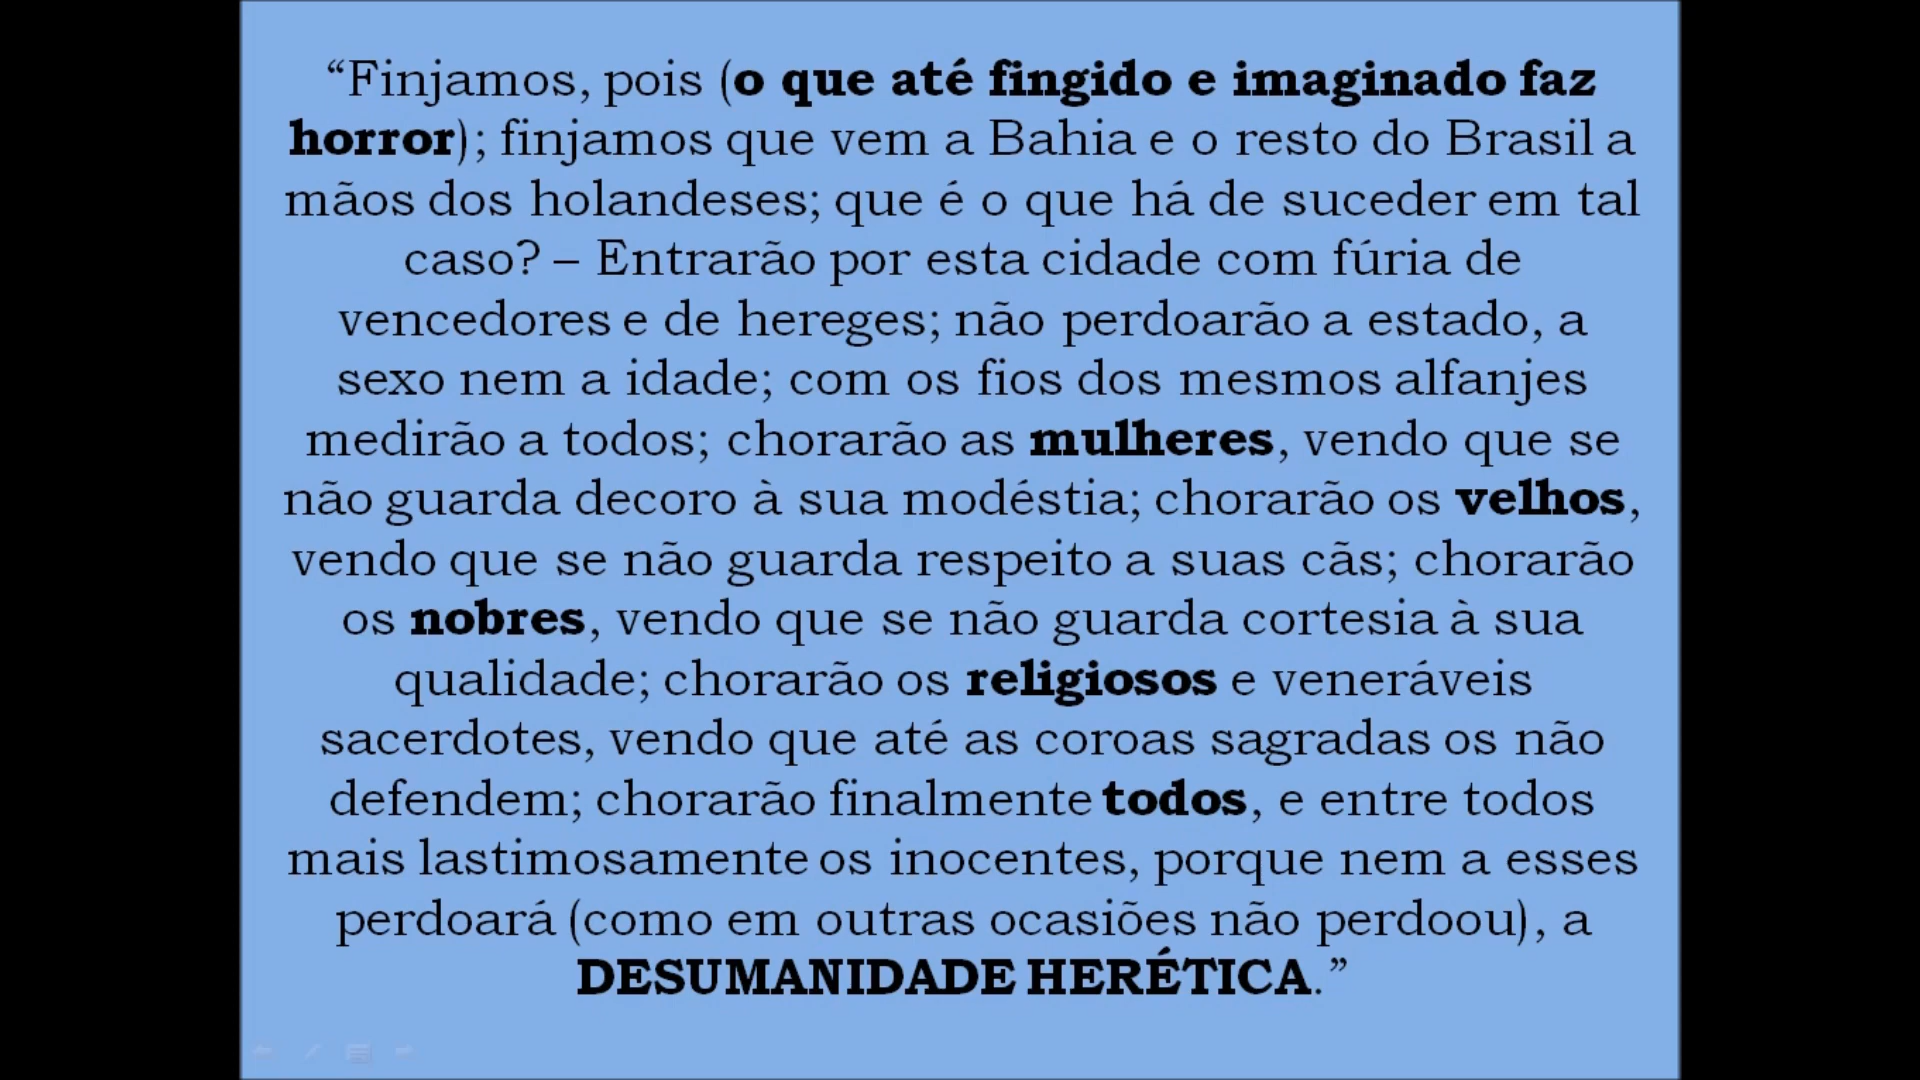 “Finjamos, pois (o que até fingido e imaginado faz
horror); finjamos que vem a Bahia e o resto do Brasil a
mãos dos holandeses; que é o que há de suceder em tal
caso? – Entrarão por esta cidade com fúria de
vencedores e de hereges; não perdoarão a estado, a
sexo nem a idade; com os fios dos mesmos alfanjes
medirão a todos; chorarão as mulheres, vendo que se
não guarda decoro à sua modéstia; chorarão os velhos,
vendo que se não guarda respeito a suas cãs; chorarão
os nobres, vendo que se não guarda cortesia à sua
qualidade; chorarão os religiosos e veneráveis
sacerdotes, vendo que até as coroas sagradas os não
defendem; chorarão finalmente todos, e entre todos
mais lastimosamente os inocentes, porque nem a esses
perdoará (como em outras ocasiões não perdoou), a
DESUMANIDADE HERÉTICA.”